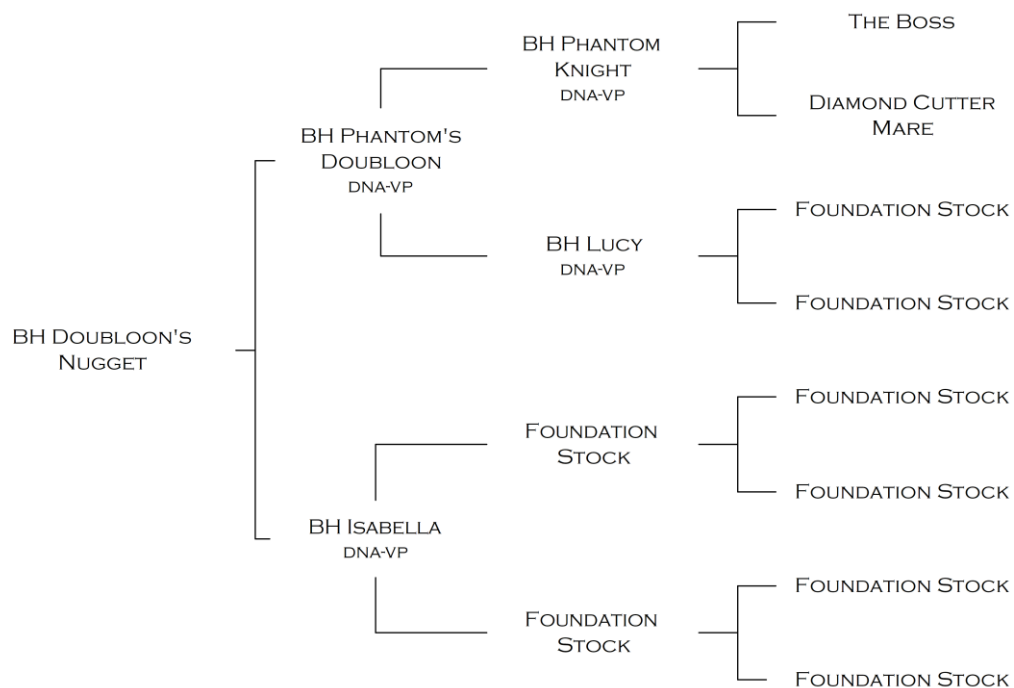 The Boss
BH Phantom
Knight
DNA-VP
Diamond Cutter
Mare
BH Phantom's
Doubloon
DNA-VP
Foundation Stock
BH Lucy
DNA-VP
Foundation Stock
BH Doubloon's
Nugget
Foundation Stock
Foundation
Stock
Foundation Stock
BH Isabella
DNA-VP
Foundation Stock
Foundation
Stock
Foundation Stock